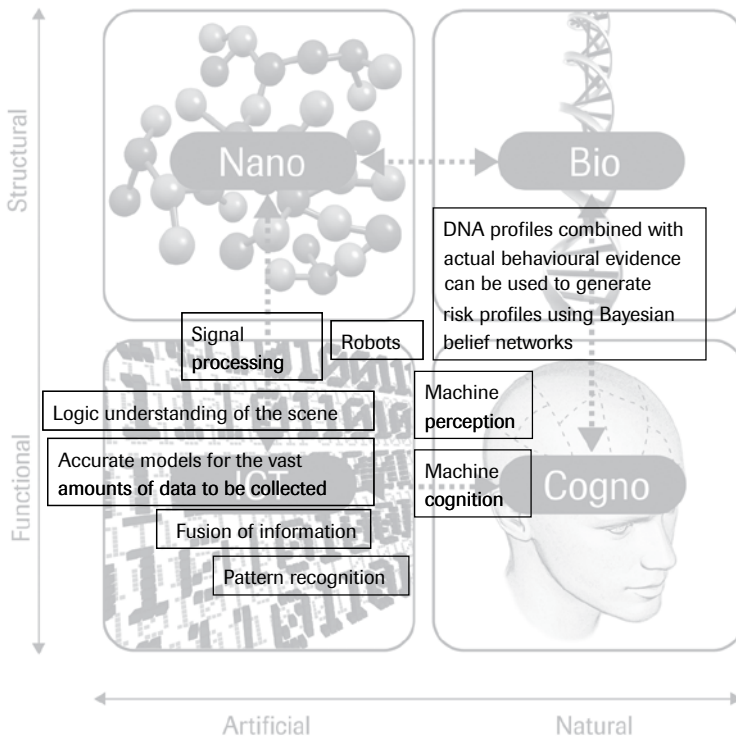 Structural
Nano
Bio
DNA profiles combined with
actual behavioural evidence
can be used to generate
risk profiles using Bayesian
belief networks
Signal
processing
Robots
Functional
Logic understanding of the scene
Machine
perception
Accurate models for the vast
amounts of data to be collected
ICT
Machine
cognition
Cogno
Fusion of information
Pattern recognition
Artificial
Natural